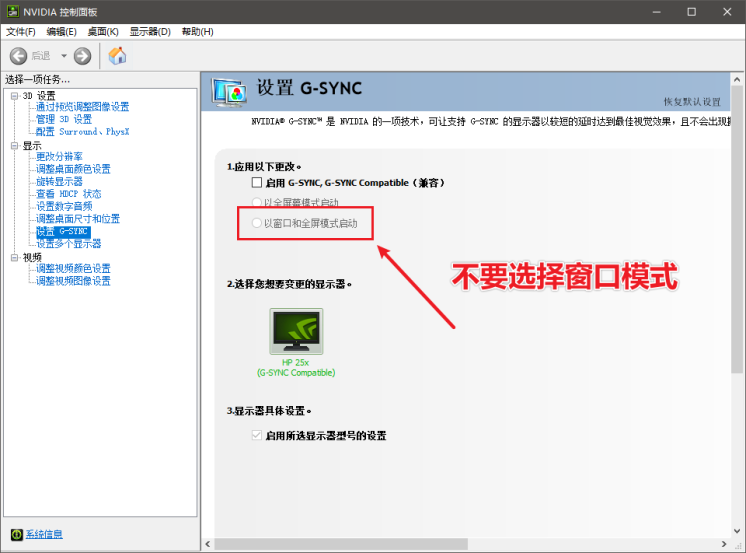 NVIDIA 控制面板
文件(F) 编辑(E) 桌面(K) 显示器(D) 帮助(H)
后退
选择一项任务...
3D 设置
通过预览调整图像设置
管理 3D 设置
配置 Surround、PhysX
显示
更改分辨率
调整桌面颜色设置
旋转显示器
查看 HDCP 状态
设置数字音频
调整桌面尺寸和位置
设置 G-SYNC
设置多个显示器
视频
调整视频颜色设置
调整视频图像设置
系统信息
设置 G-SYNC
恢复默认设置
NVIDIA® G-SYNC™ 是 NVIDIA 的一项技术，可让支持 G-SYNC 的显示器以较短的延时达到最佳视觉效果，且不会出现
1.应用以下更改。
启用 G-SYNC, G-SYNC Compatible（兼容）
以全屏幕模式启动
以窗口和全屏模式启动
不要选择窗口模式
2.选择您想要变更的显示器。
HP 25x
(G-SYNC Compatible)
3.显示器具体设置。
启用所选显示器型号的设置